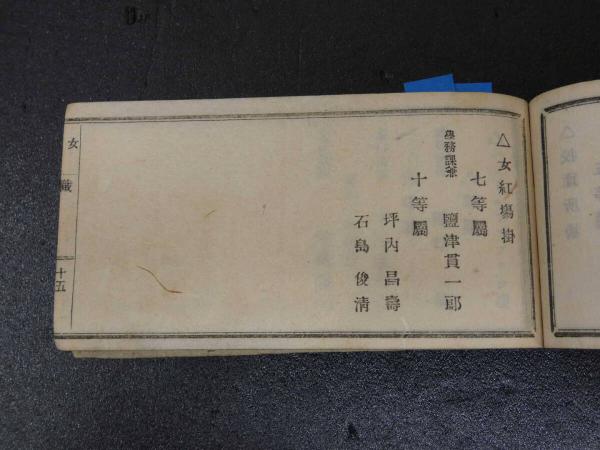 △女紅場掛
七等屬
學務課兼 鹽津貫一郎
十等屬
坪内昌壽
石島俊清
女
職
十五